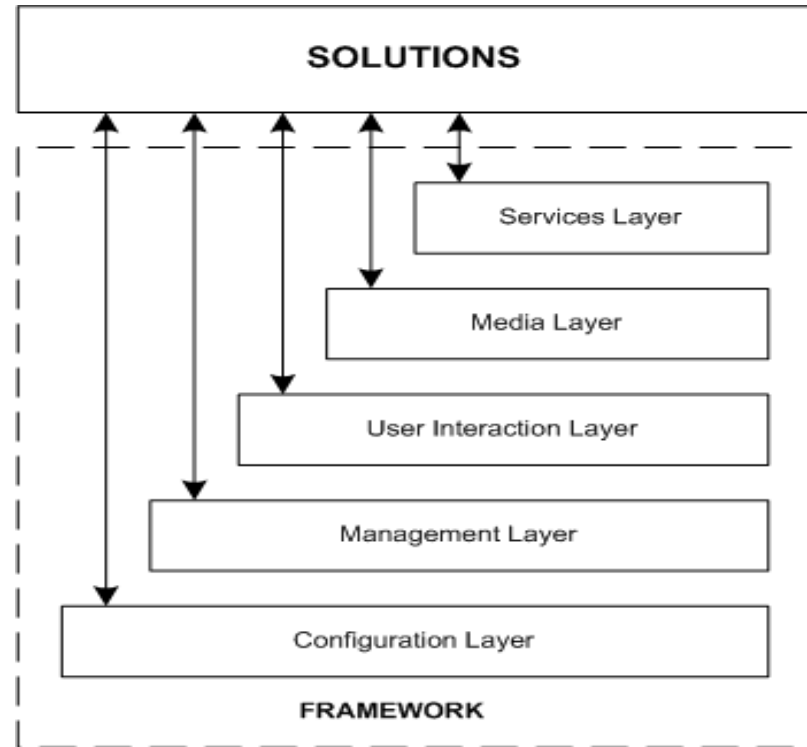 SOLUTIONS
Services Layer
Media Layer
User Interaction Layer
Management Layer
Configuration Layer
FRAMEWORK